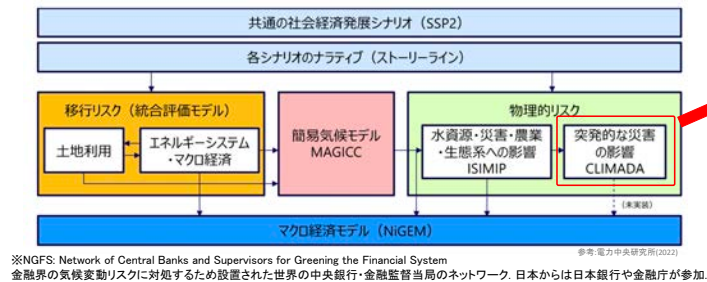 共通の社会経済発展シナリオ（SSP2）
各シナリオのナラティブ（ストーリーライン）
移行リスク（統合評価モデル）
土地利用
エネルギーシステム
・マクロ経済
簡易気候モデル
MAGICC
物理的リスク
水資源・災害・農業
・生態系への影響
ISIMIP
突発的な災害
の影響
CLIMADA
（未実装）
マクロ経済モデル（NiGEM）
参考:電力中央研究所(2022)
※NGFS: Network of Central Banks and Supervisors for Greening the Financial System
金融界の気候変動リスクに対処するため設置された世界の中央銀行・金融監督当局のネットワーク. 日本からは日本銀行や金融庁が参加.